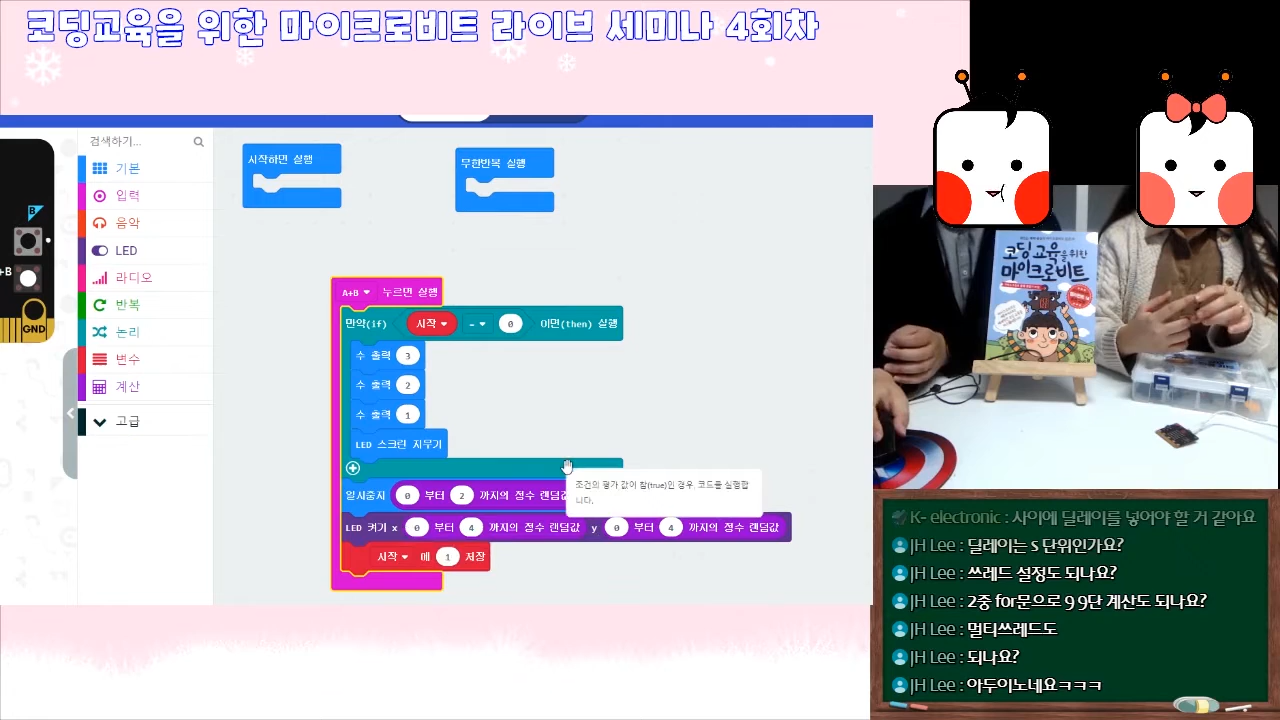 코딩교육을 위한 마이크로비트 라이브 세미나 4회차
검색하기...
기본
입력
음악
LED
라디오
반복
논리
변수
계산
고급
B
+B
GND
시작하면 실행
무한반복 실행
A+B 누르면 실행
만약(if) 시작 = 0 이면(then) 실행
수 출력 3
수 출력 2
수 출력 1
LED 스크린 지우기
조건의 평가 값이 참(true)인 경우, 코드를 실행합
니다.
일시중지 0 부터 2 까지의 정수 랜덤값
LED 켜기 x 0 부터 4 까지의 정수 랜덤값 y 0 부터 4 까지의 정수 랜덤값
시작 에 1 저장
코딩교육을 위한
마이크로비트
K- electronic : 사이에 딜레이를 넣어야 할 거 같아요
JH Lee : 딜레이는 s 단위인가요?
JH Lee : 쓰레드 설정도 되나요?
JH Lee : 2중 for문으로 9 9단 계산도 되나요?
JH Lee : 멀티쓰레드도
JH Lee : 되나요?
JH Lee : 아두이노네요ㅋㅋㅋ